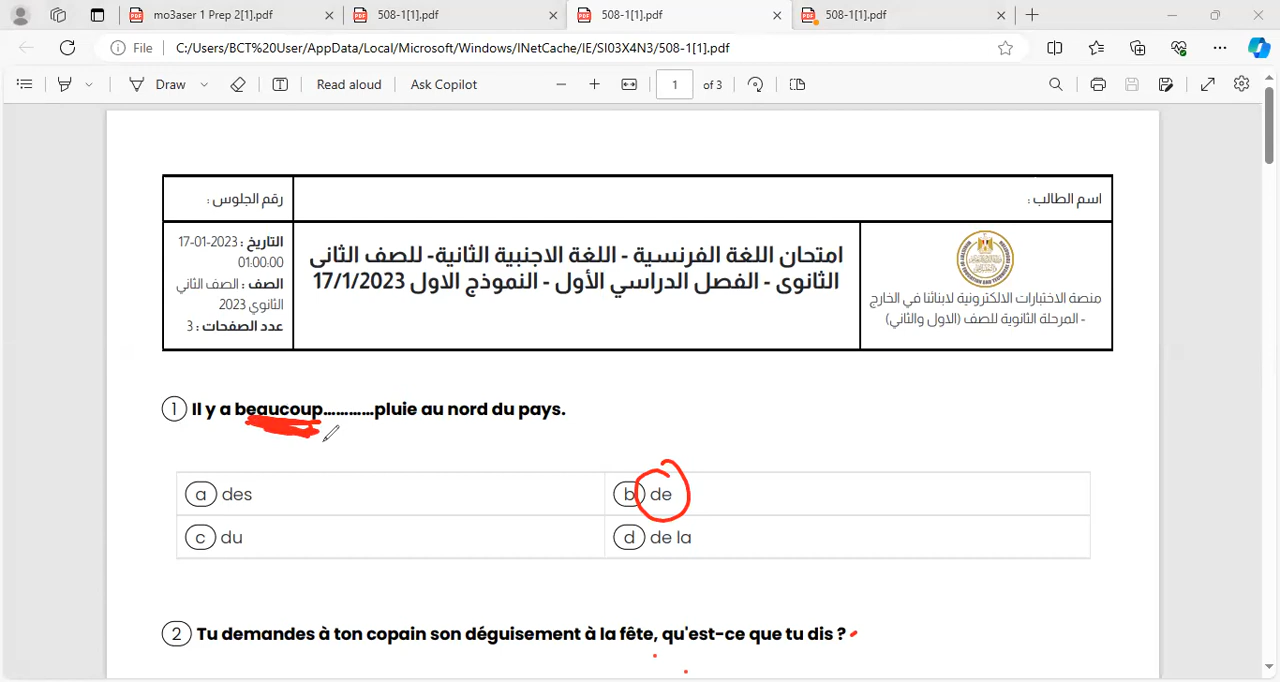 mo3aser 1 Prep 2[1].pdf
508-1[1].pdf
508-1[1].pdf
508-1[1].pdf
File
C:/Users/BCT%20User/AppData/Local/Microsoft/Windows/INetCache/IE/SI03X4N3/508-1[1].pdf
Draw
Read aloud
Ask Copilot
1 of 3
اسم الطالب :
رقم الجلوس :
منصة الاختبارات الالكترونية لابنائنا في الخارج
- المرحلة الثانوية للصف (الاول والثاني)
امتحان اللغة الفرنسية - اللغة الاجنبية الثانية- للصف الثانى
الثانوى - الفصل الدراسي الأول - النموذج الاول 17/1/2023
التاريخ : 2023-01-17
01:00:00
الصف : الصف الثاني
الثانوي 2023
عدد الصفحات : 3
1 Il y a beaucoup............pluie au nord du pays.
a des
b de
c du
d de la
2 Tu demandes à ton copain son déguisement à la fête, qu'est-ce que tu dis ?